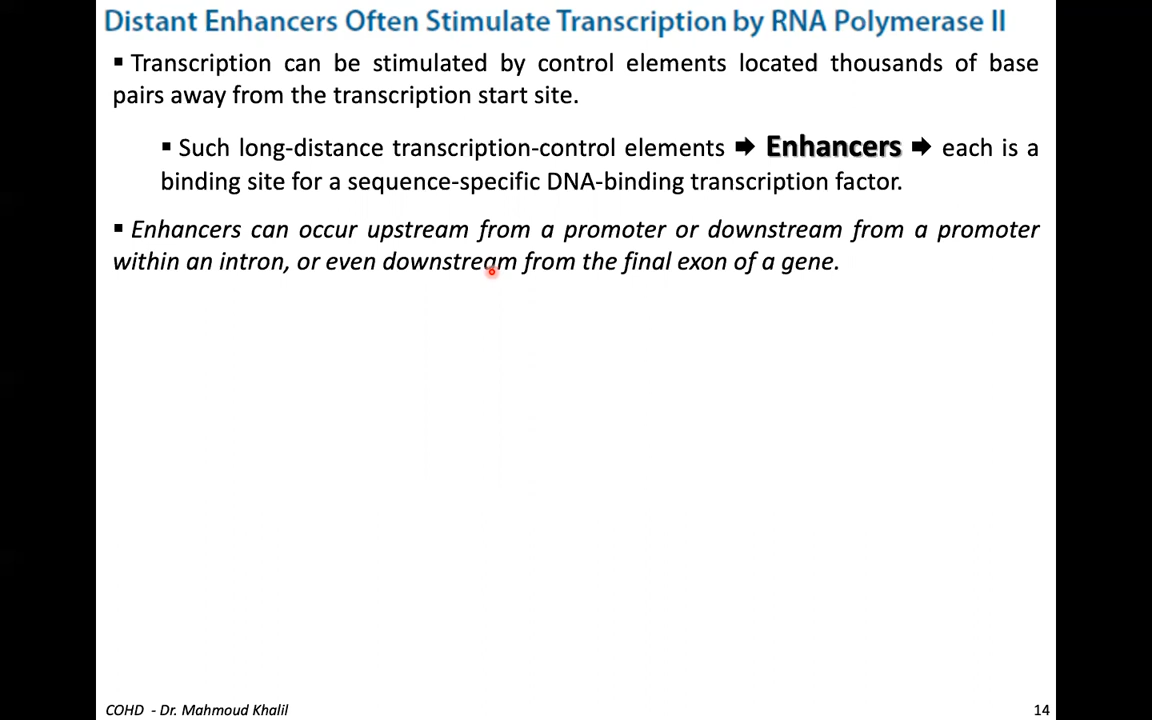 Distant Enhancers Often Stimulate Transcription by RNA Polymerase II
▪ Transcription can be stimulated by control elements located thousands of base
pairs away from the transcription start site.
▪ Such long-distance transcription-control elements 🡆 Enhancers 🡆 each is a
binding site for a sequence-specific DNA-binding transcription factor.
▪ Enhancers can occur upstream from a promoter or downstream from a promoter
within an intron, or even downstream from the final exon of a gene.
COHD - Dr. Mahmoud Khalil
14